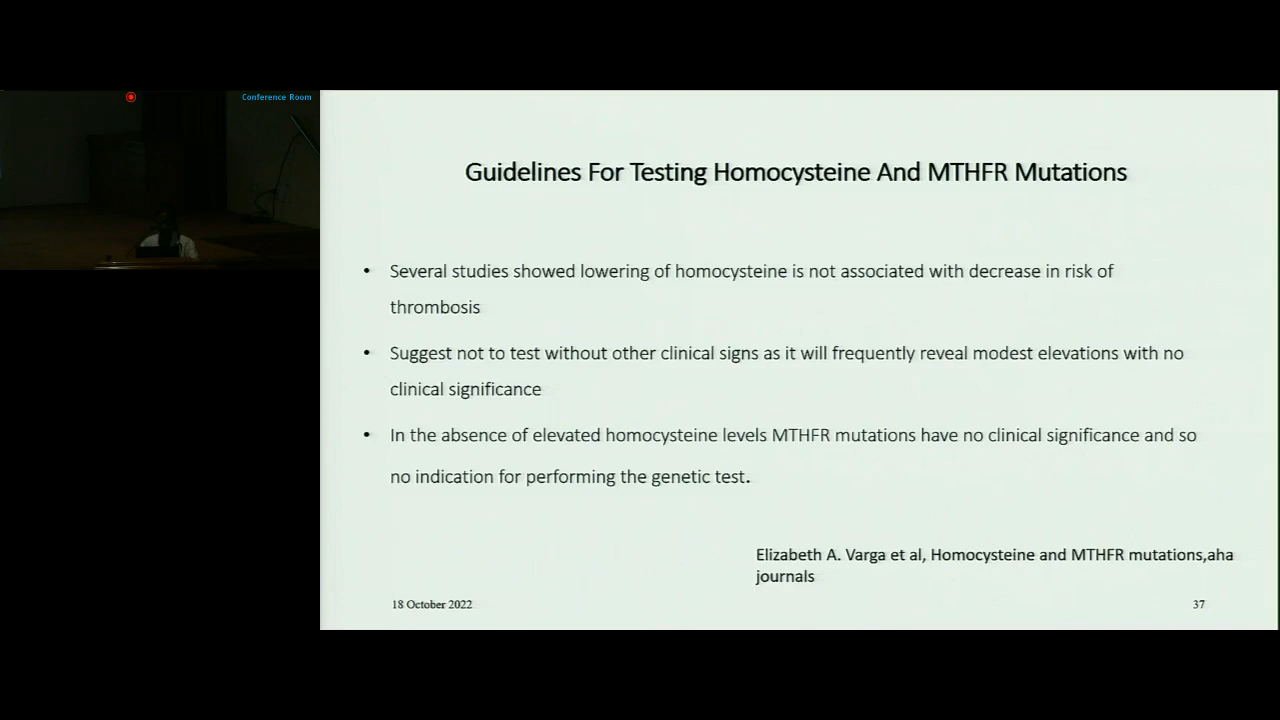 Conference Room
Guidelines For Testing Homocysteine And MTHFR Mutations
• Several studies showed lowering of homocysteine is not associated with decrease in risk of
thrombosis
• Suggest not to test without other clinical signs as it will frequently reveal modest elevations with no
clinical significance
• In the absence of elevated homocysteine levels MTHFR mutations have no clinical significance and so
no indication for performing the genetic test.
Elizabeth A. Varga et al, Homocysteine and MTHFR mutations,aha
journals
18 October 2022
37